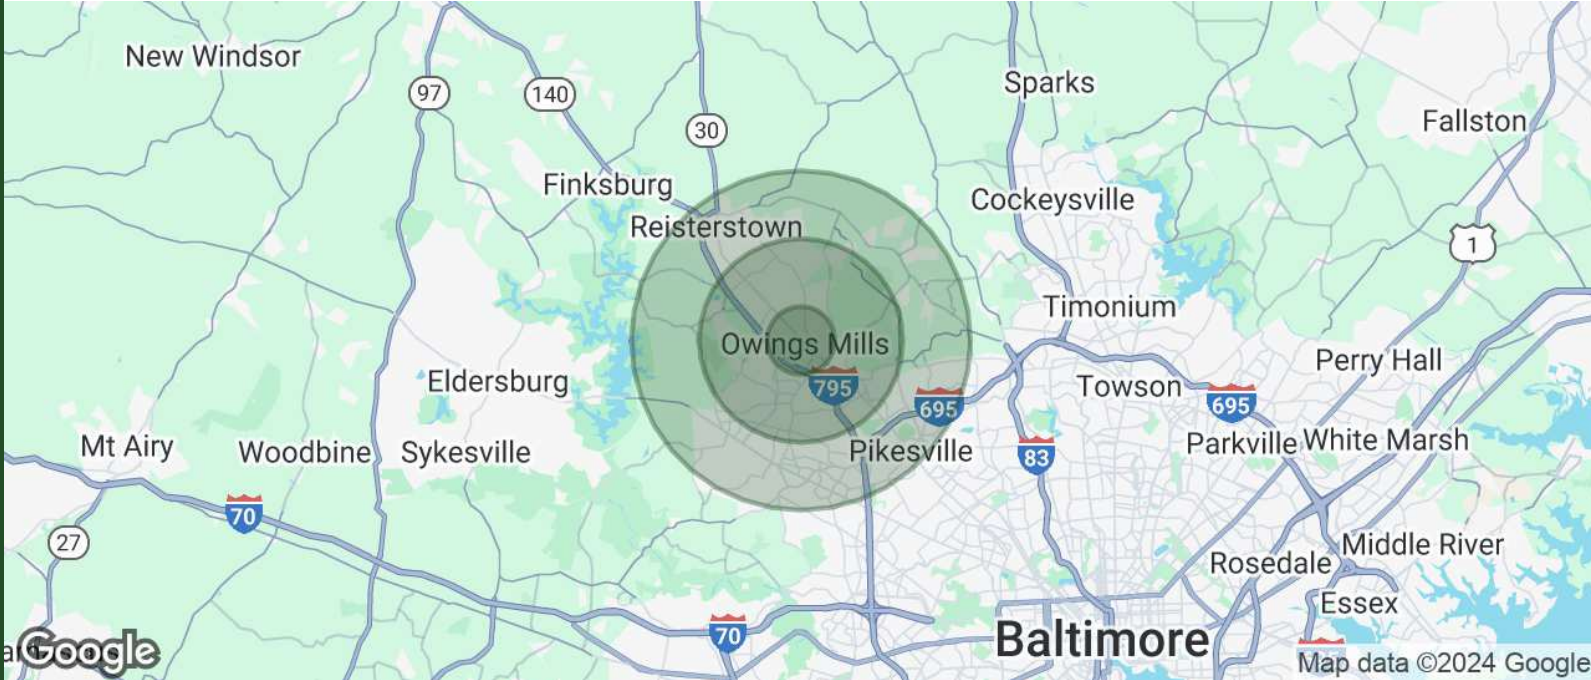 New Windsor
97
140
Sparks
30
Fallston
Finksburg
Cockeysville
Reisterstown
1
Timonium
Owings Mills
Perry Hall
Eldersburg
795
Towson
695
695
Mt Airy
Woodbine
Sykesville
Pikesville
83
Parkville
White Marsh
70
27
Middle River
Rosedale
Essex
70
Baltimore
Google
Map data ©2024 Google